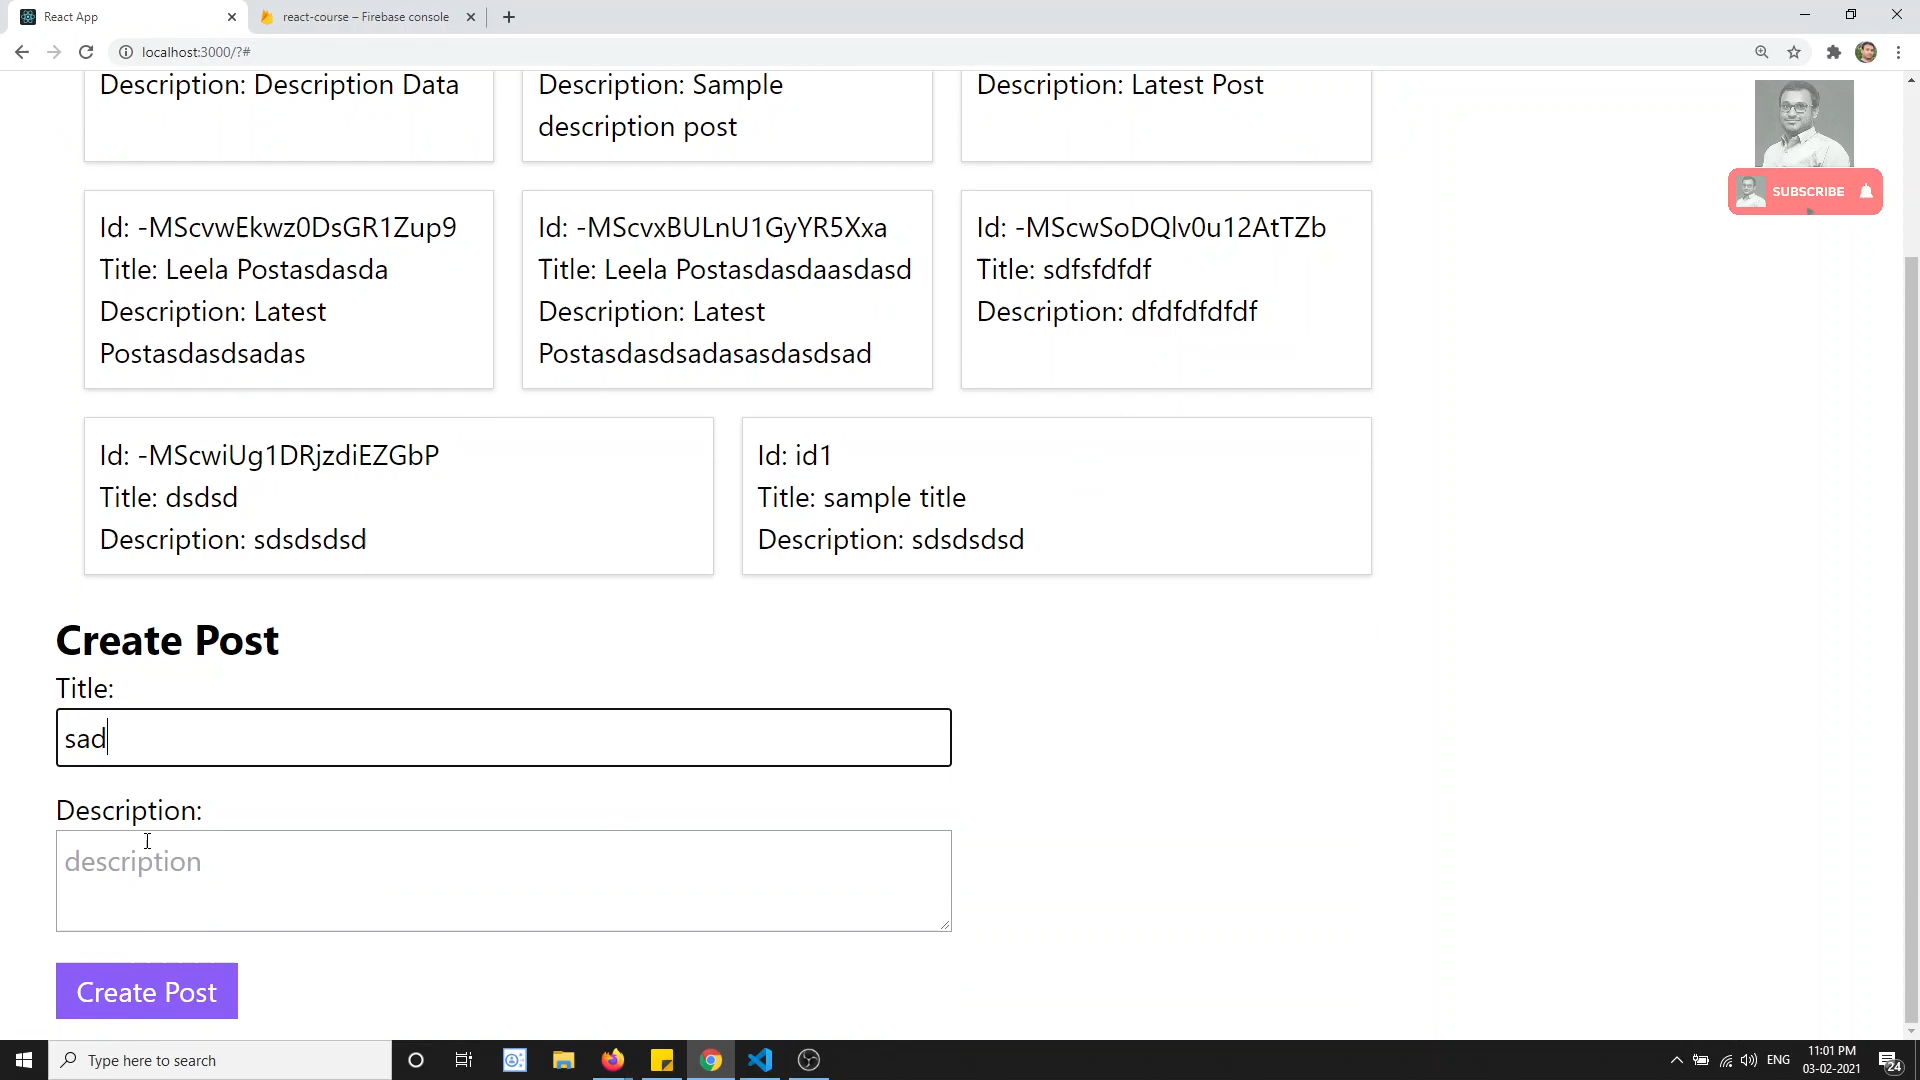 React App
react-course – Firebase console
localhost:3000/?#
Description: Description Data
Description: Sample
description post
Description: Latest Post
SUBSCRIBE
Id: -MScvwEkwz0DsGR1Zup9
Title: Leela Postasdasda
Description: Latest
Postasdasdsadas
Id: -MScvxBULnU1GyYR5Xxa
Title: Leela Postasdasdaasdasd
Description: Latest
Postasdasdsadasasdasdsad
Id: -MScwSoDQlv0u12AtTZb
Title: sdfsfdfdf
Description: dfdfdfdfdf
Id: -MScwiUg1DRjzdiEZGbP
Title: dsdsd
Description: sdsdsdsd
Id: id1
Title: sample title
Description: sdsdsdsd
Create Post
Title:
sad
Description:
description
Create Post
Type here to search
ENG
11:01 PM
03-02-2021
24